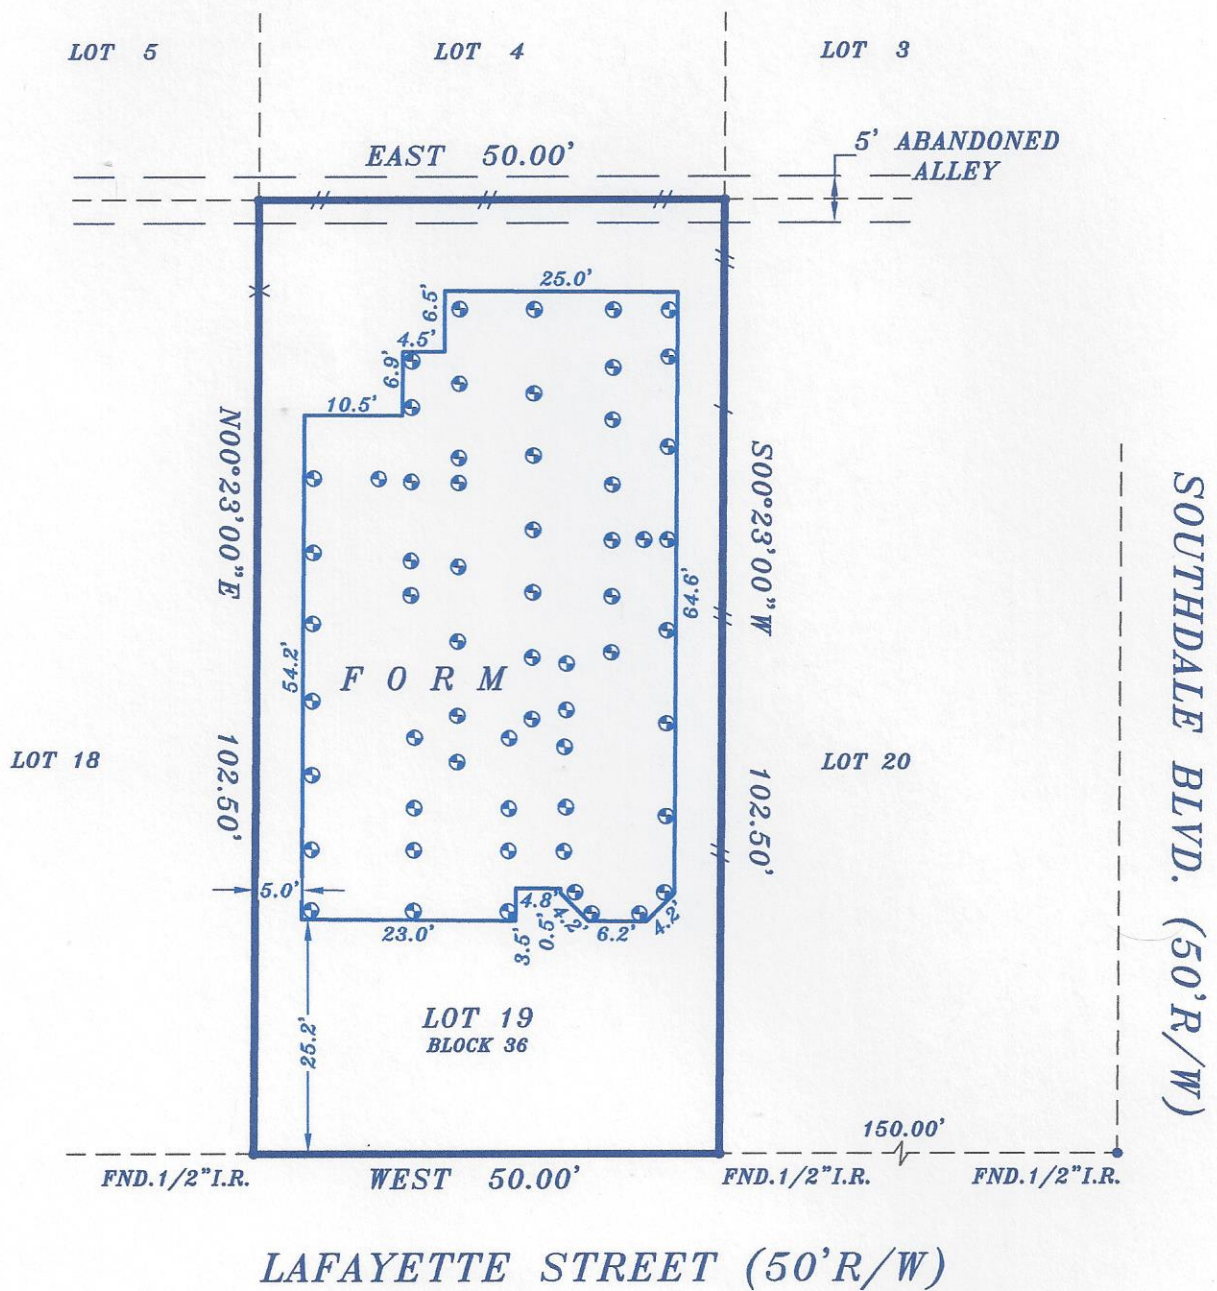 LOT 5
LOT 4
LOT 3
EAST 50.00'
5' ABANDONED
ALLEY
25.0'
6.5'
4.5'
6.9'
10.5'
N00°23'00"E
102.50'
S00°23'00"W
102.50'
64.6'
54.2'
FORM
LOT 18
LOT 20
SOUTHDALE BLVD. (50'R/W)
5.0'
23.0'
4.8'
3.5'
0.5'
4.2'
6.2'
4.2'
25.2'
LOT 19
BLOCK 36
150.00'
FND.1/2"I.R.
WEST 50.00'
FND.1/2"I.R.
FND.1/2"I.R.
LAFAYETTE STREET (50'R/W)